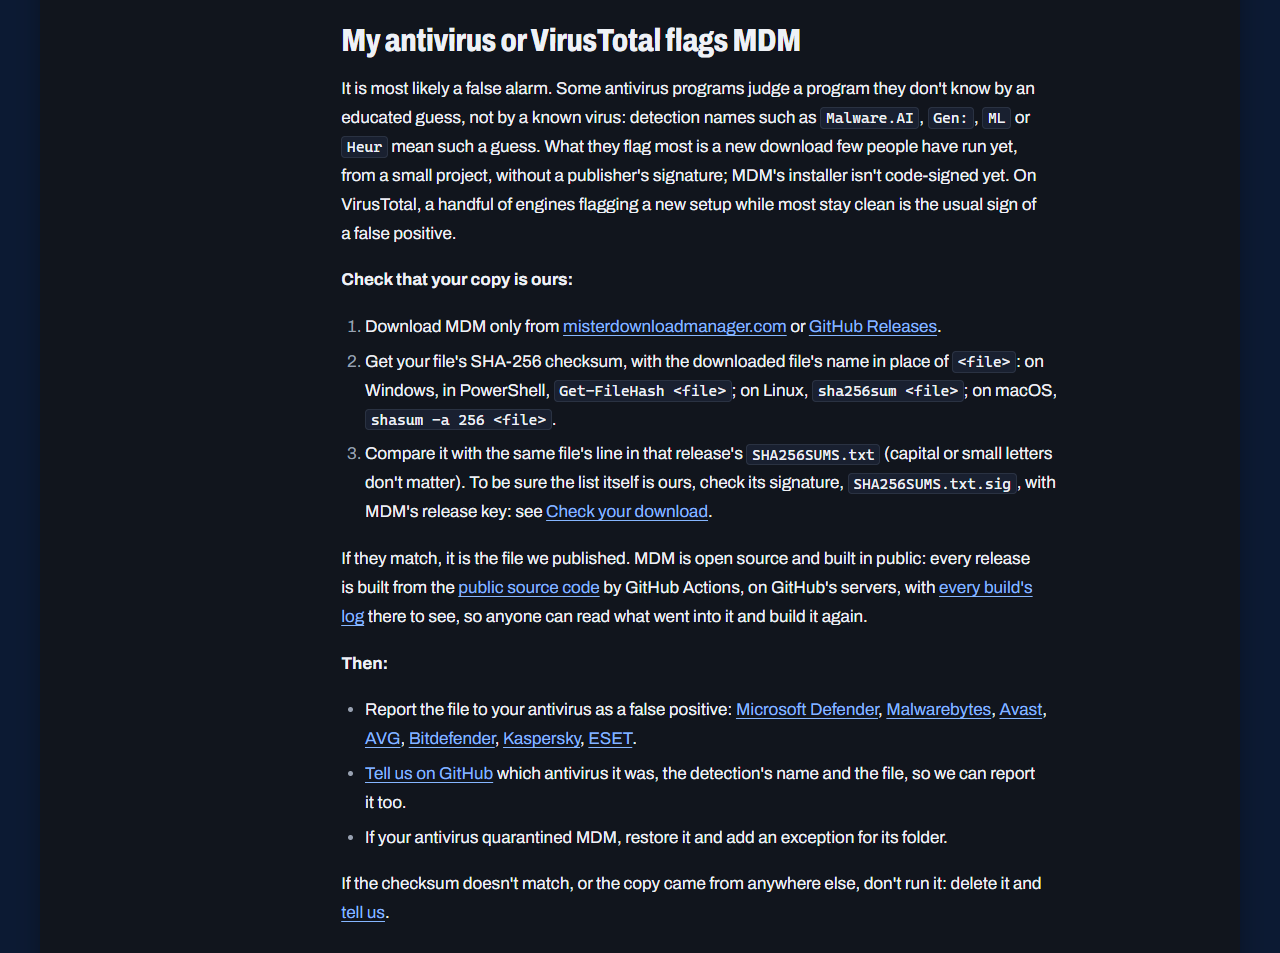 My antivirus or VirusTotal flags MDM
It is most likely a false alarm. Some antivirus programs judge a program they don't know by an
educated guess, not by a known virus: detection names such as Malware.AI, Gen:, ML or
Heur mean such a guess. What they flag most is a new download few people have run yet,
from a small project, without a publisher's signature; MDM's installer isn't code-signed yet. On
VirusTotal, a handful of engines flagging a new setup while most stay clean is the usual sign of
a false positive.
Check that your copy is ours:
1. Download MDM only from misterdownloadmanager.com or GitHub Releases.
2. Get your file's SHA-256 checksum, with the downloaded file's name in place of <file>: on
Windows, in PowerShell, Get-FileHash <file>; on Linux, sha256sum <file>; on macOS,
shasum -a 256 <file>.
3. Compare it with the same file's line in that release's SHA256SUMS.txt (capital or small letters
don't matter). To be sure the list itself is ours, check its signature, SHA256SUMS.txt.sig, with
MDM's release key: see Check your download.
If they match, it is the file we published. MDM is open source and built in public: every release
is built from the public source code by GitHub Actions, on GitHub's servers, with every build's
log there to see, so anyone can read what went into it and build it again.
Then:
• Report the file to your antivirus as a false positive: Microsoft Defender, Malwarebytes, Avast,
AVG, Bitdefender, Kaspersky, ESET.
• Tell us on GitHub which antivirus it was, the detection's name and the file, so we can report
it too.
• If your antivirus quarantined MDM, restore it and add an exception for its folder.
If the checksum doesn't match, or the copy came from anywhere else, don't run it: delete it and
tell us.